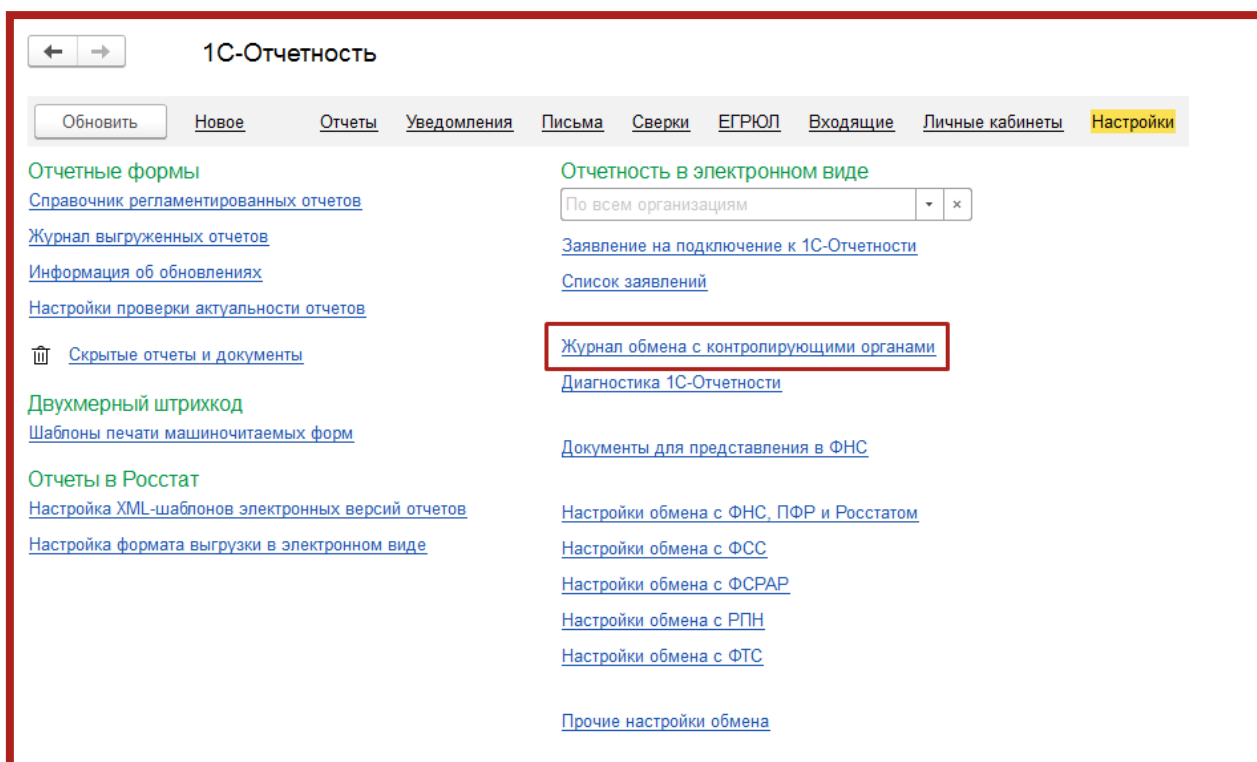 1С-Отчетность
Обновить Новое Отчеты Уведомления Письма Сверки ЕГРЮЛ Входящие Личные кабинеты Настройки
Отчетные формы
Справочник регламентированных отчетов
Журнал выгруженных отчетов
Информация об обновлениях
Настройки проверки актуальности отчетов
Скрытые отчеты и документы
Двухмерный штрихкод
Шаблоны печати машиночитаемых форм
Отчеты в Росстат
Настройка XML-шаблонов электронных версий отчетов
Настройка формата выгрузки в электронном виде
Отчетность в электронном виде
По всем организациям
Заявление на подключение к 1С-Отчетности
Список заявлений
Журнал обмена с контролирующими органами
Диагностика 1С-Отчетности
Документы для представления в ФНС
Настройки обмена с ФНС, ПФР и Росстатом
Настройки обмена с ФСС
Настройки обмена с ФСРАР
Настройки обмена с РПН
Настройки обмена с ФТС
Прочие настройки обмена